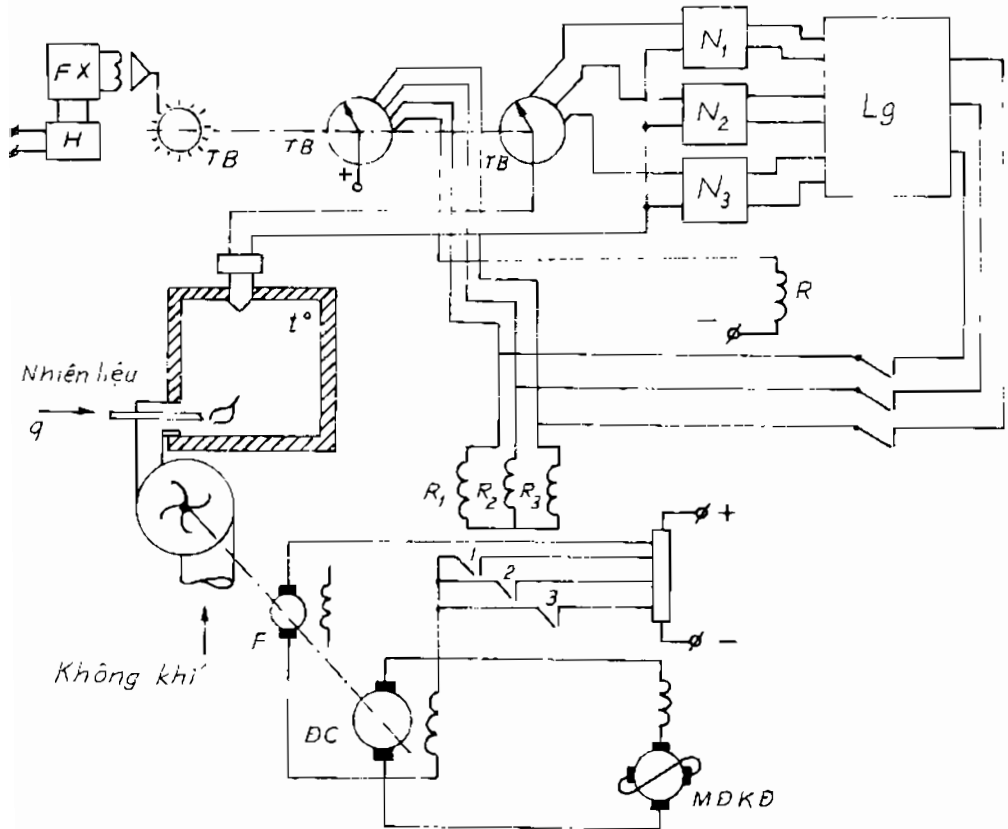 FX
H
TB
TB
+
TB
N1
N2
N3
Lg
t°
Nhiên liệu
q
R
−
R1
R2
R3
+
1
2
3
−
F
Không khí
ĐC
MĐKĐ